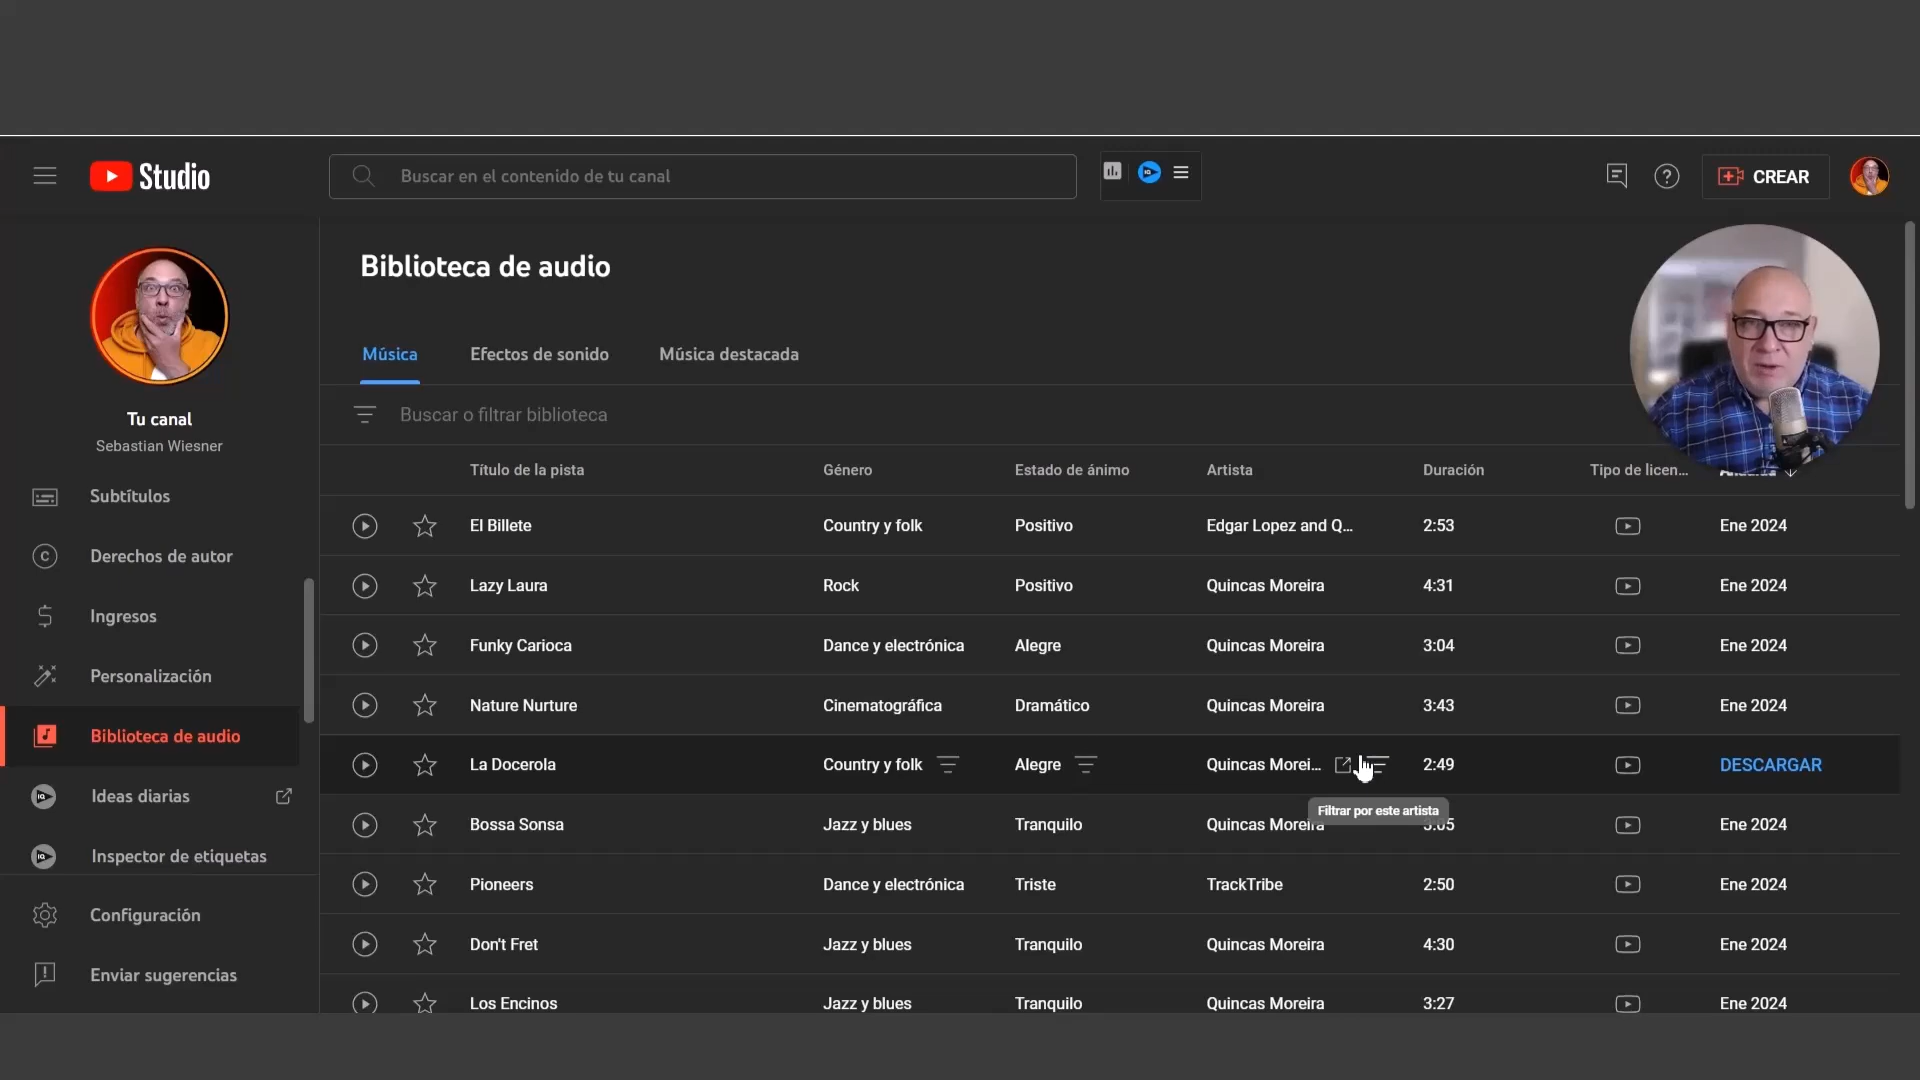 Studio
Buscar en el contenido de tu canal
CREAR
Tu canal
Sebastian Wiesner
Subtítulos
Derechos de autor
Ingresos
Personalización
Biblioteca de audio
Ideas diarias
Inspector de etiquetas
Configuración
Enviar sugerencias
Biblioteca de audio
Música Efectos de sonido Música destacada
Buscar o filtrar biblioteca
Título de la pista Género Estado de ánimo Artista Duración Tipo de licen...
El Billete Country y folk Positivo Edgar Lopez and Q... 2:53 Ene 2024
Lazy Laura Rock Positivo Quincas Moreira 4:31 Ene 2024
Funky Carioca Dance y electrónica Alegre Quincas Moreira 3:04 Ene 2024
Nature Nurture Cinematográfica Dramático Quincas Moreira 3:43 Ene 2024
La Docerola Country y folk Alegre Quincas Morei... 2:49 DESCARGAR
Filtrar por este artista
Bossa Sonsa Jazz y blues Tranquilo Quincas Moreira 3:05 Ene 2024
Pioneers Dance y electrónica Triste TrackTribe 2:50 Ene 2024
Don't Fret Jazz y blues Tranquilo Quincas Moreira 4:30 Ene 2024
Los Encinos Jazz y blues Tranquilo Quincas Moreira 3:27 Ene 2024